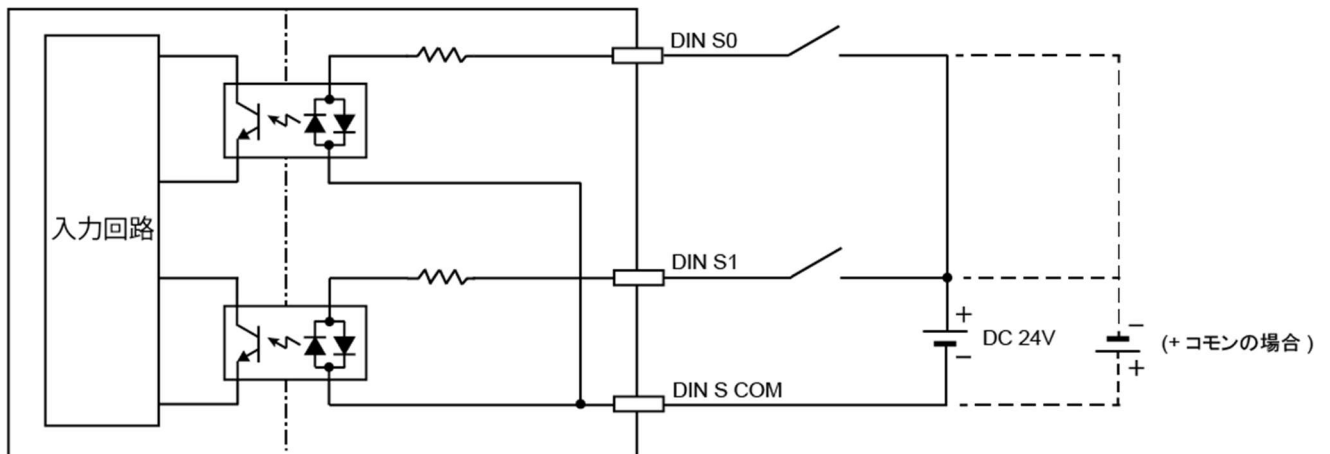 DIN S0
入力回路
DIN S1
+
DC 24V
−
−
(+ コモンの場合 )
+
DIN S COM